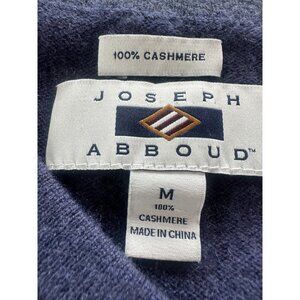 100% CASHMERE
JOSEPH
ABBOUD™
M
100%
CASHMERE
MADE IN CHINA